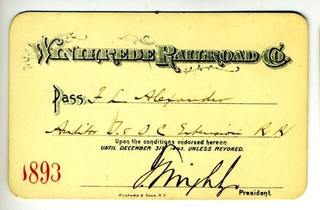 WINIFREDE RAILROAD CO.
Pass F L Alexander
Auditor T & O C Extension R R
Upon the conditions endorsed hereon.
UNTIL DECEMBER 31ST 1893, UNLESS REVOKED.
1893
President